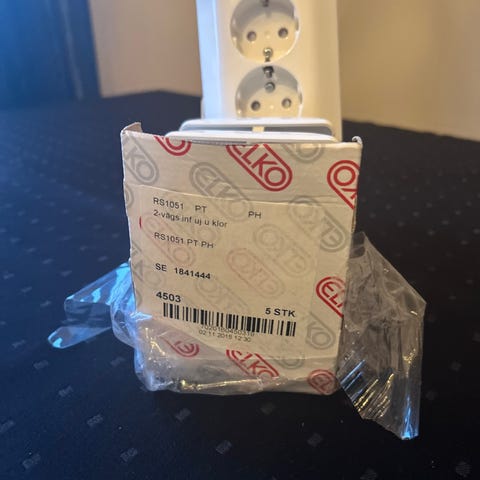 ELKO
RS1051 PT PH
2-vägs inf uj u klor
RS1051 PT PH
SE 1841444
4503
5 STK
02 11 2015 12:30
ELKO